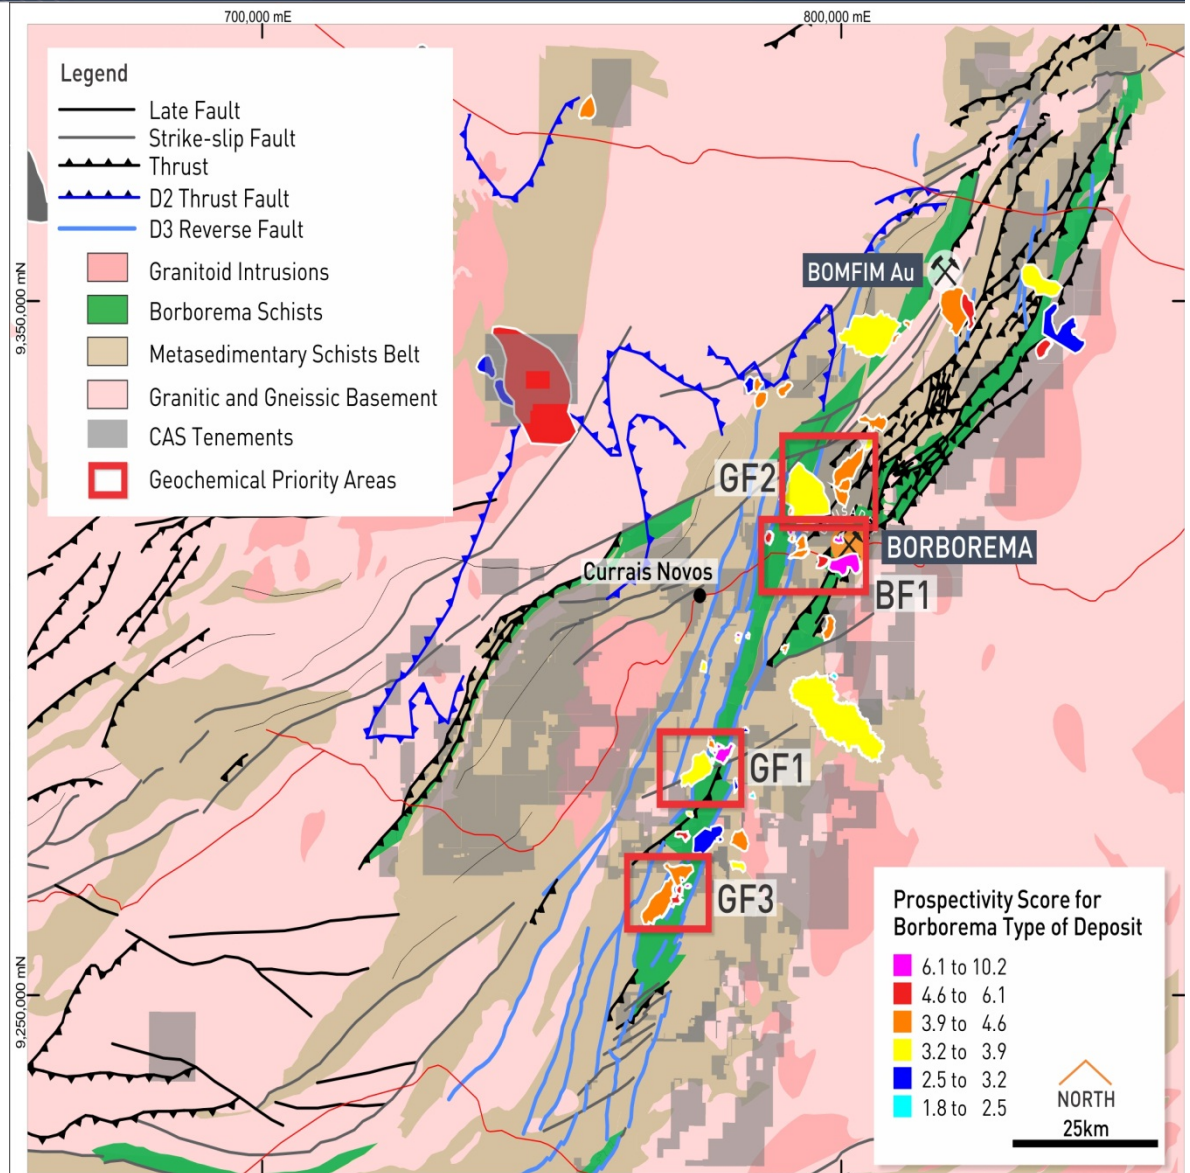 700,000 mE
800,000 mE
Legend
Late Fault
Strike-slip Fault
Thrust
D2 Thrust Fault
D3 Reverse Fault
Granitoid Intrusions
Borborema Schists
Metasedimentary Schists Belt
Granitic and Gneissic Basement
CAS Tenements
Geochemical Priority Areas
9,350,000 mN
BOMFIM Au
GF2
BORBOREMA
Currais Novos
BF1
GF1
GF3
9,250,000 mN
Prospectivity Score for
Borborema Type of Deposit
6.1 to 10.2
4.6 to 6.1
3.9 to 4.6
3.2 to 3.9
2.5 to 3.2
1.8 to 2.5
NORTH
25km